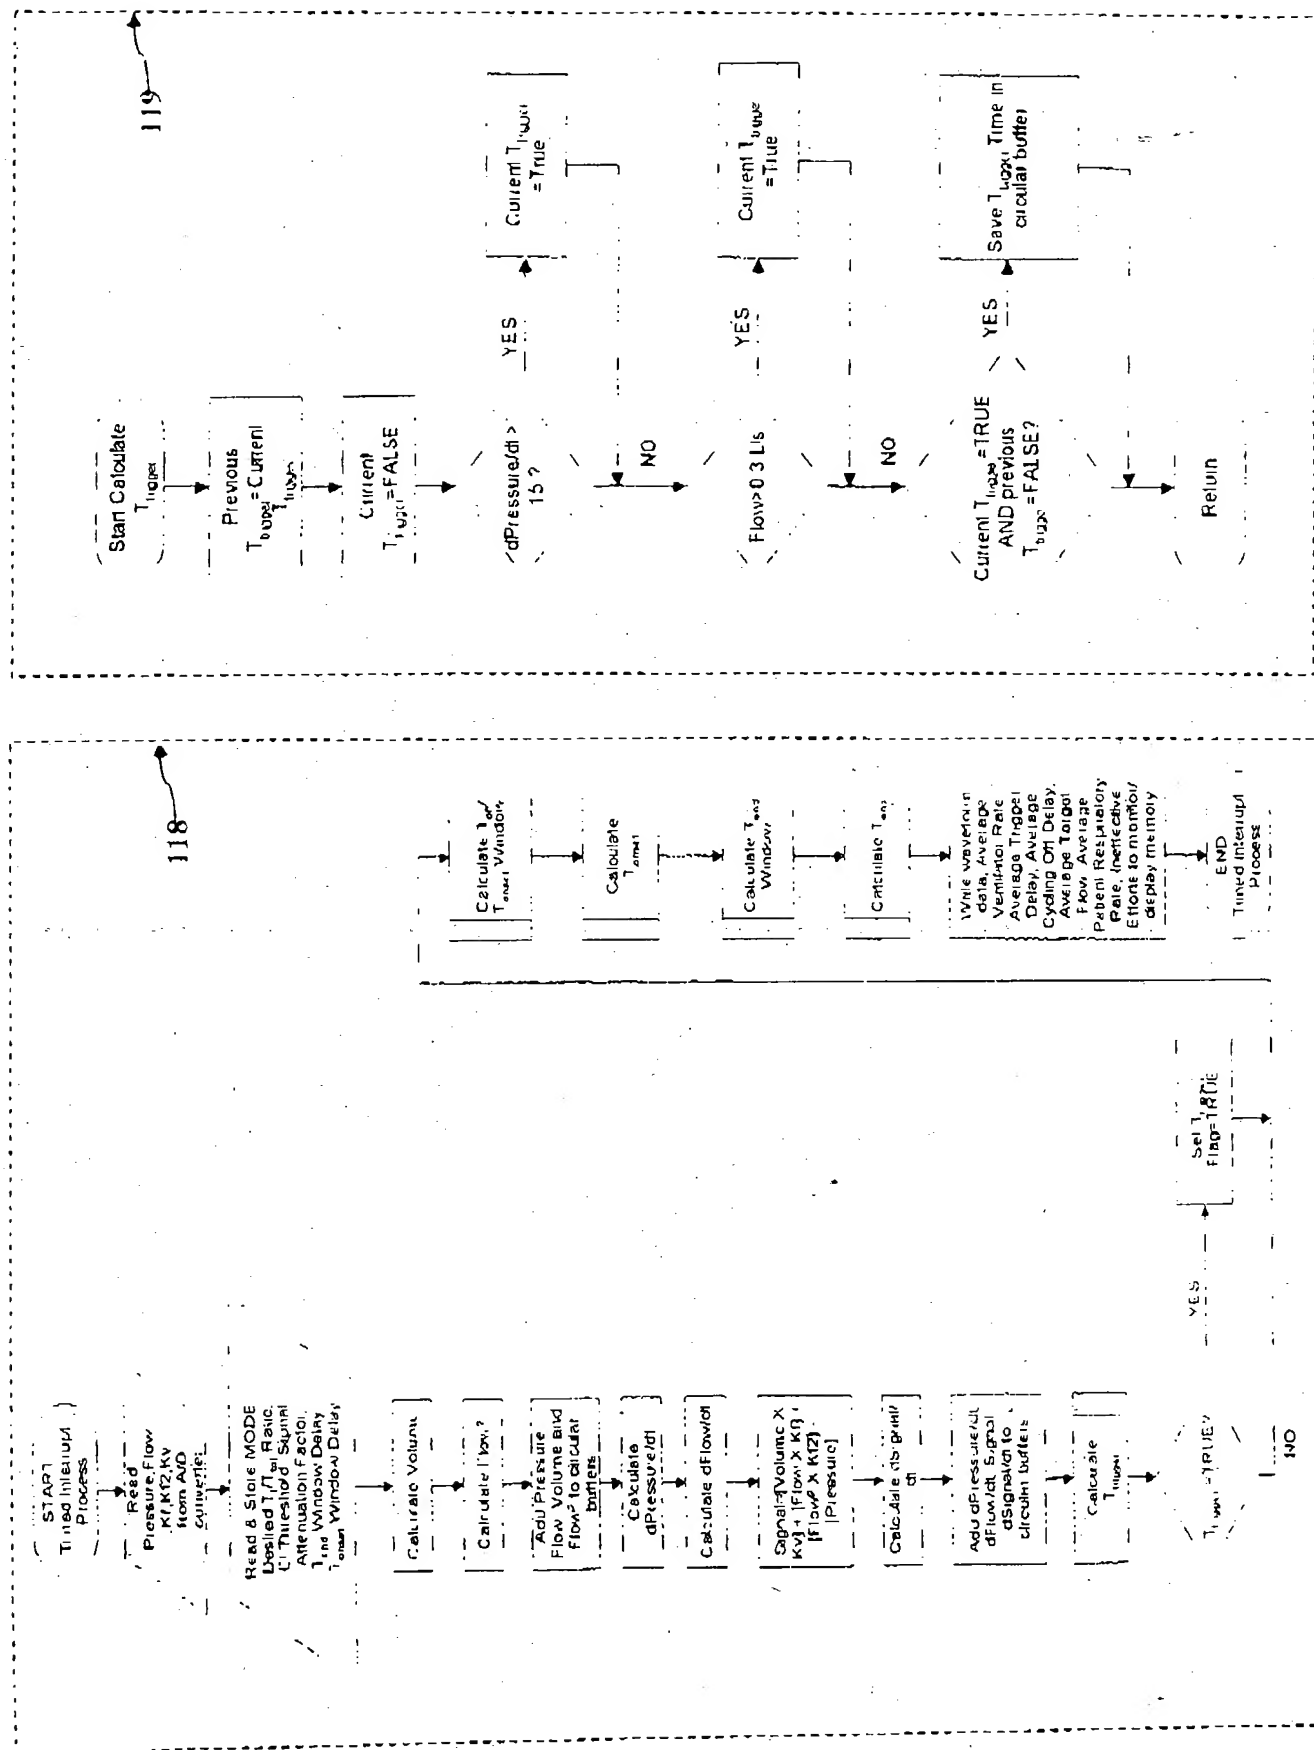 118
START
Timed Interrupt
Process
Read
Pressure, Flow
Kf, Kf2, Kv
from A/D
converter
Read & Store MODE
Desired Ti/Ttot Ratio,
Threshold Signal
Attenuation Factor,
Tend Window Delay
Tonset Window Delay
Calculate Volume
Calculate Flow²
Add Pressure
Flow Volume and
Flow² to circular
buffers
Calculate
dPressure/dt
Calculate dFlow/dt
Signal=[Volume X
Kv] + [Flow X Kf] +
[Flow² X Kf2] -
[Pressure]
Calculate dSignal/
dt
Add dPressure/dt,
dFlow/dt, Signal
dSignal/dt to
circular buffers
Calculate
Ttrigger
Ttrigger =TRUE?
YES
Set
Flag=TRUE
NO
Calculate
Tonset Window
Calculate
Tonset
Calculate Tend
Window
Calculate Tend
Write waveform
data, Average
Ventilator Rate
Average Trigger
Delay, Average
Cycling Off Delay,
Average Target
Flow, Average
Patient Respiratory
Rate, Ineffective
Efforts to monitor/
display memory
END
Timed Interrupt
Process
119
Start Calculate
Ttrigger
Previous
Ttrigger=Current
Ttrigger
Current
Ttrigger=FALSE
dPressure/dt >
15?
YES
Current Ttrigger
=True
NO
Flow>0.3 L/s
YES
Current Ttrigger
=True
NO
Current Ttrigger=TRUE
AND previous
Ttrigger=FALSE?
YES
Save Ttrigger Time in
circular buffer
Return